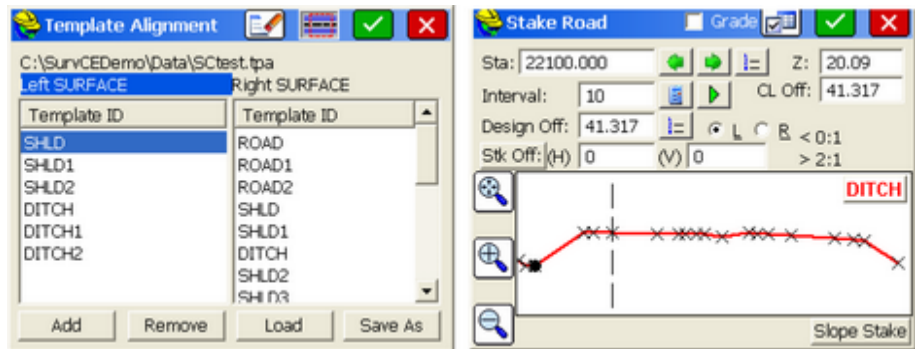 Template Alignment
C:\SurvCEDemo\Data\SCtest.tpa
Left SURFACE
Right SURFACE
Template ID
SHLD
SHLD1
SHLD2
DITCH
DITCH1
DITCH2
Template ID
ROAD
ROAD1
ROAD2
SHLD
SHLD1
DITCH
SHLD2
SHLD3
Add Remove Load Save As
Stake Road Grade
Sta: 22100.000 Z: 20.09
Interval: 10 CL Off: 41.317
Design Off: 41.317 L R < 0:1
Stk Off: (H) 0 (V) 0 > 2:1
DITCH
Slope Stake